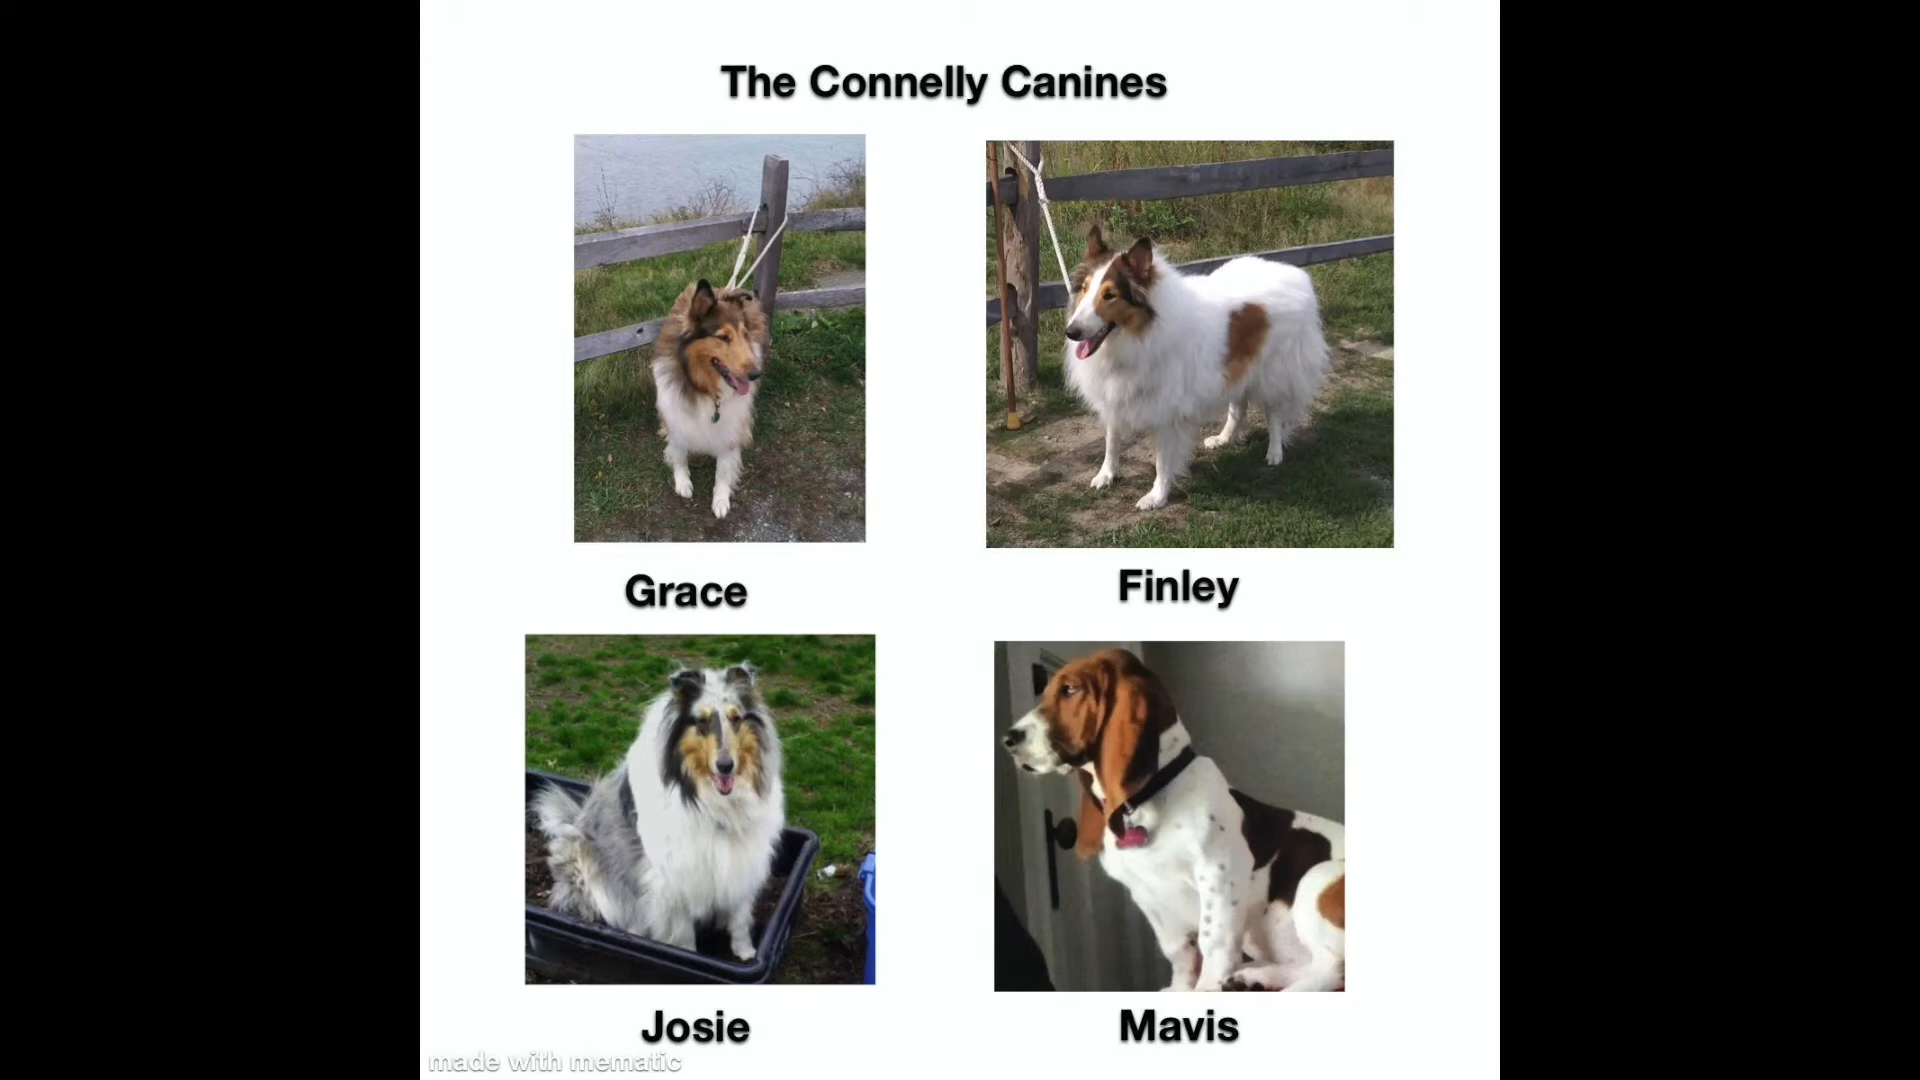 The Connelly Canines
Grace
Finley
Josie
Mavis
made with mematic